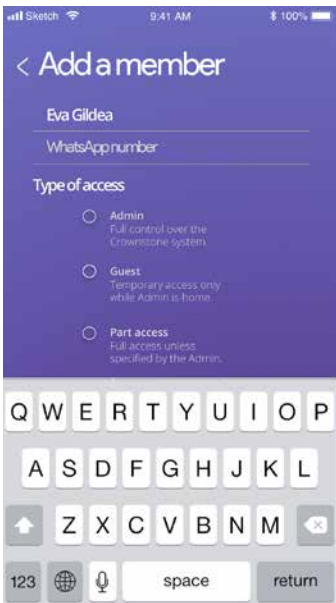 Sketch 9:41 AM 100%
< Add a member
Eva Gildea
WhatsApp number
Type of access
Admin
Full control over the
Crownstone system.
Guest
Temporary access only
while Admin is home.
Part access
Full access unless
specified by the Admin.
Q W E R T Y U I O P
A S D F G H J K L
Z X C V B N M
123 space return